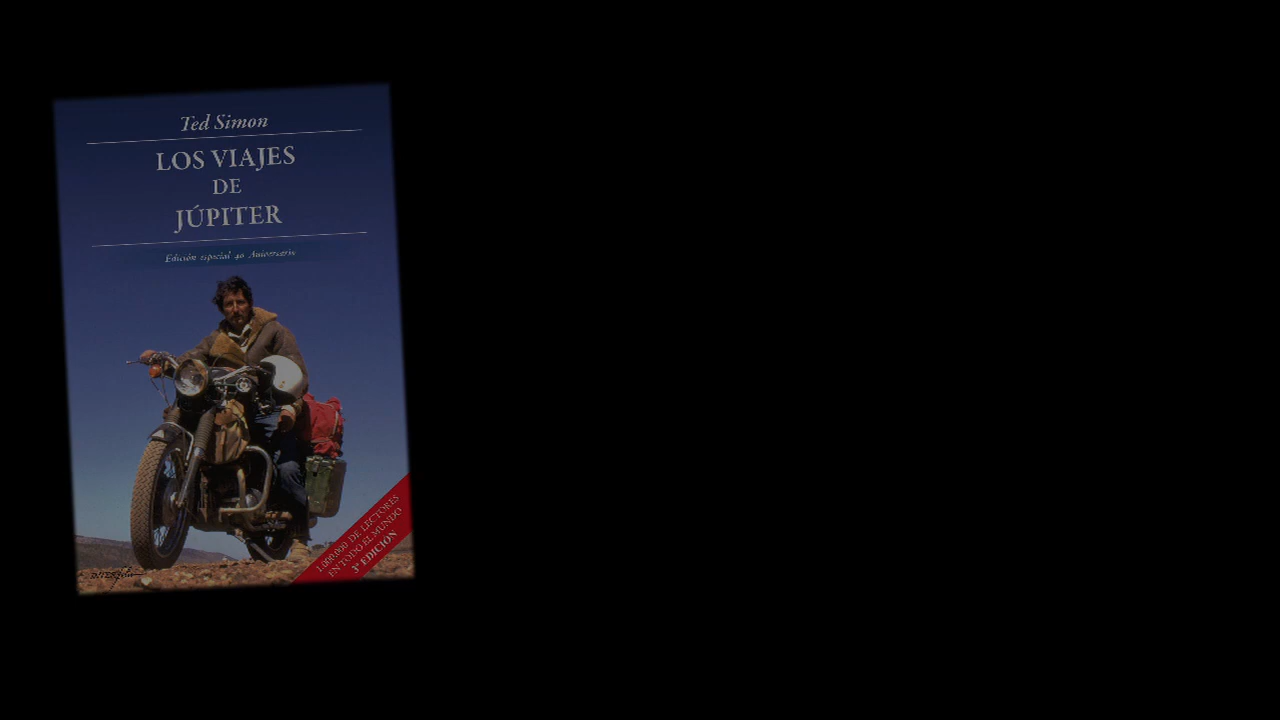 Ted Simon
LOS VIAJES
DE
JÚPITER
Edición especial 40 Aniversario
1.000.000 DE LECTORES
EN TODO EL MUNDO
3ª EDICIÓN